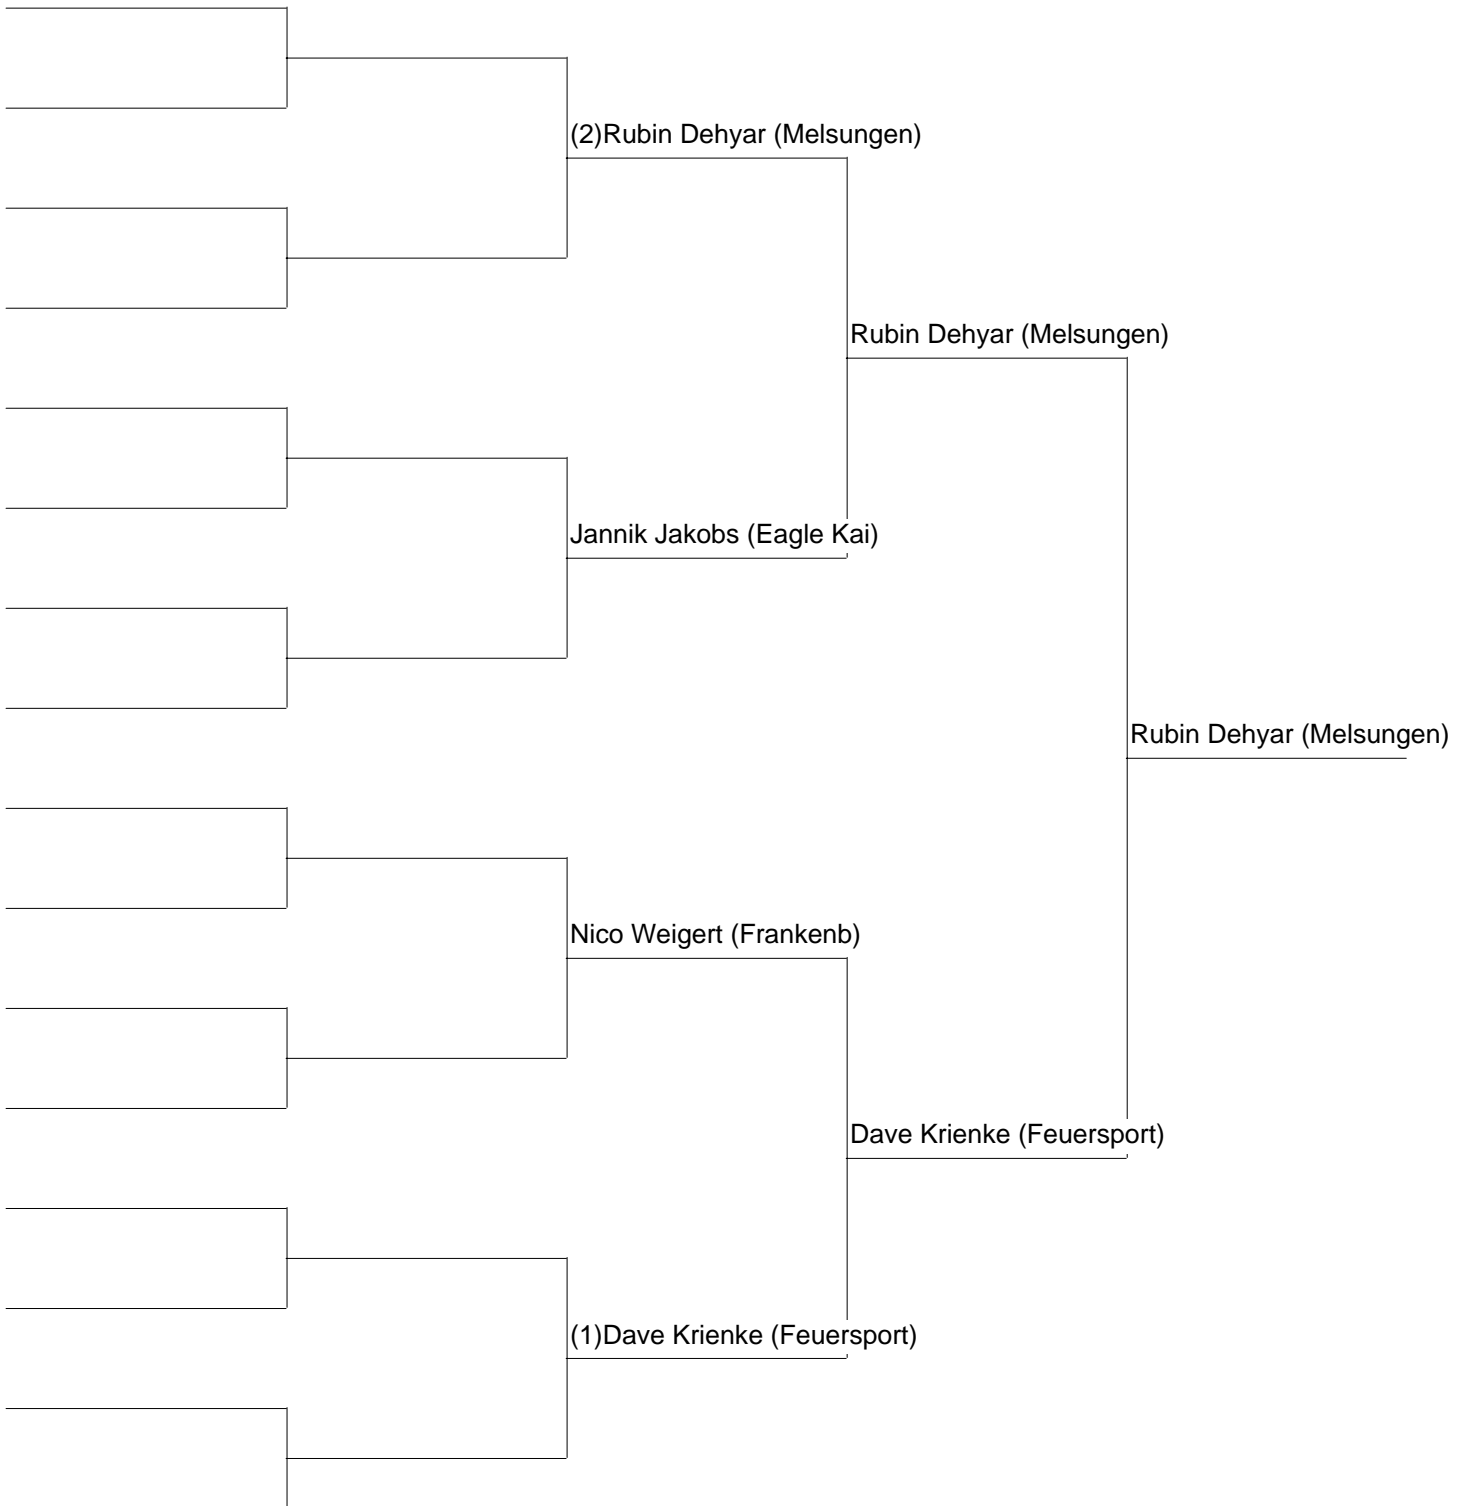 (2)Rubin Dehyar (Melsungen)
Rubin Dehyar (Melsungen)
Jannik Jakobs (Eagle Kai)
Rubin Dehyar (Melsungen)
Nico Weigert (Frankenb)
Dave Krienke (Feuersport)
(1)Dave Krienke (Feuersport)